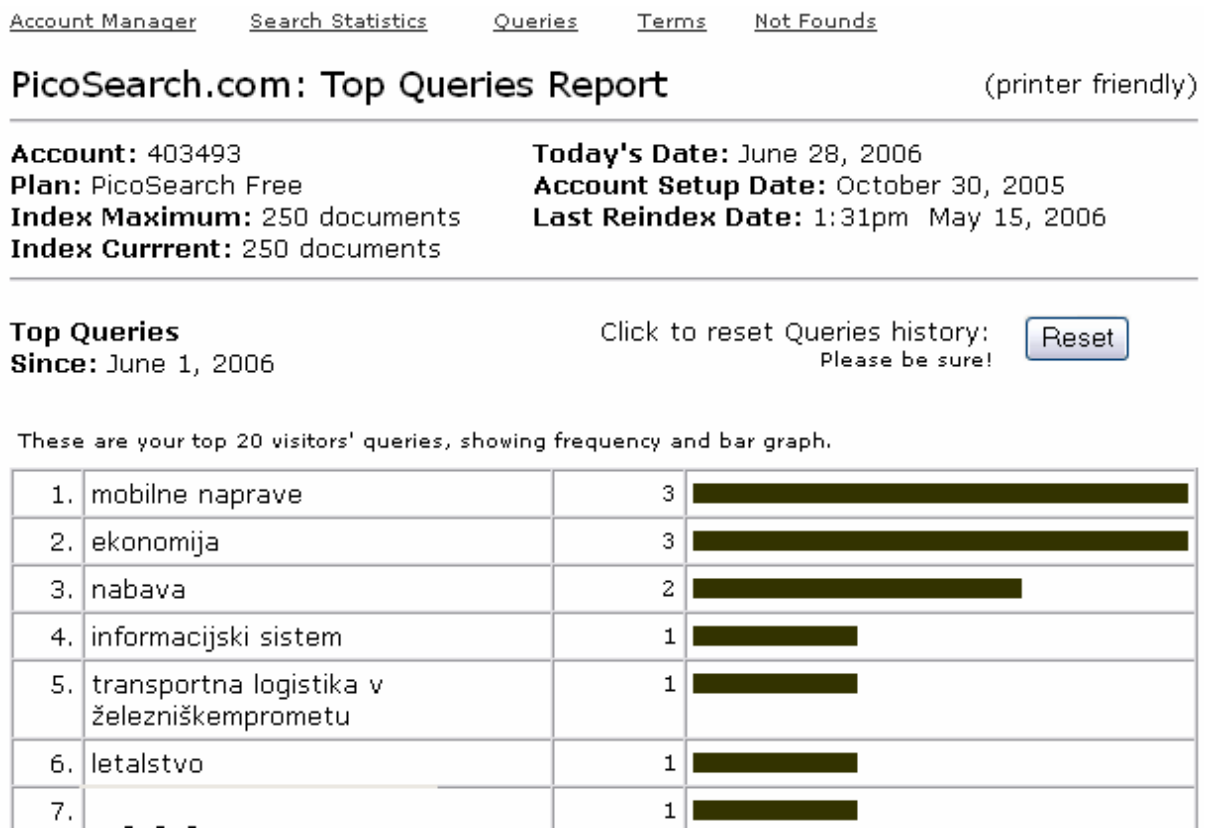 Account Manager Search Statistics Queries Terms Not Founds
PicoSearch.com: Top Queries Report (printer friendly)
Account: 403493 Today's Date: June 28, 2006
Plan: PicoSearch Free Account Setup Date: October 30, 2005
Index Maximum: 250 documents Last Reindex Date: 1:31pm May 15, 2006
Index Currrent: 250 documents
Top Queries Click to reset Queries history: Reset
Since: June 1, 2006 Please be sure!
These are your top 20 visitors' queries, showing frequency and bar graph.
1. mobilne naprave 3
2. ekonomija 3
3. nabava 2
4. informacijski sistem 1
5. transportna logistika v 1
železniškemprometu
6. letalstvo 1
7. 1